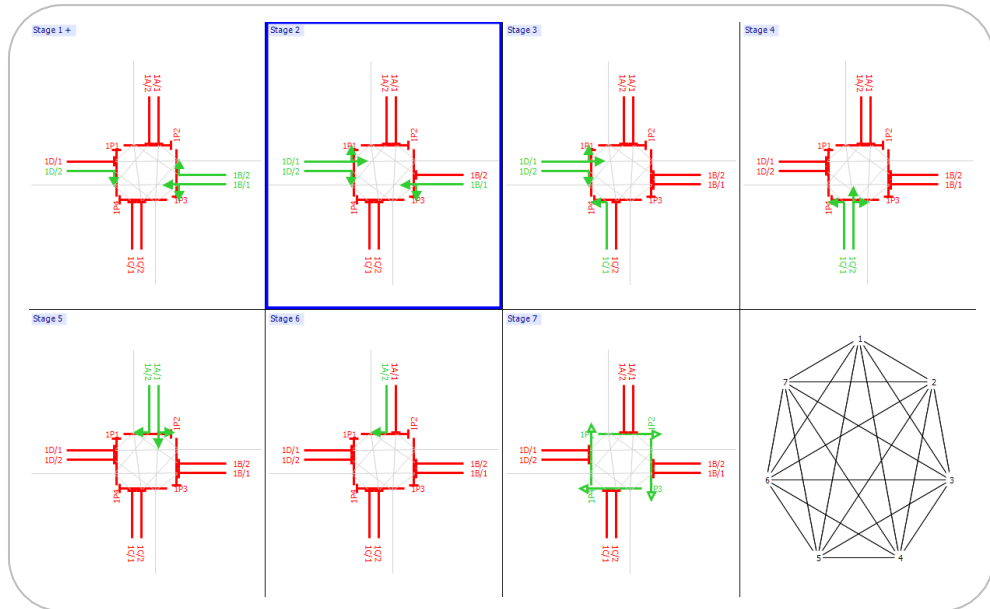 Stage 1 +
1A/2
1A/1
1P1
1P2
1D/1
1D/2
1B/2
1B/1
1P4
1P3
1C/1
1C/2
Stage 2
1A/2
1A/1
1P1
1P2
1D/1
1D/2
1B/2
1B/1
1P4
1P3
1C/1
1C/2
Stage 3
1A/2
1A/1
1P1
1P2
1D/1
1D/2
1B/2
1B/1
1P4
1P3
1C/1
1C/2
Stage 4
1A/2
1A/1
1P1
1P2
1D/1
1D/2
1B/2
1B/1
1P4
1P3
1C/1
1C/2
Stage 5
1A/2
1A/1
1P1
1P2
1D/1
1D/2
1B/2
1B/1
1P4
1P3
1C/1
1C/2
Stage 6
1A/2
1A/1
1P1
1P2
1D/1
1D/2
1B/2
1B/1
1P4
1P3
1C/1
1C/2
Stage 7
1A/2
1A/1
1P1
1P2
1D/1
1D/2
1B/2
1B/1
1P4
1P3
1C/1
1C/2
1
7
2
6
3
5
4